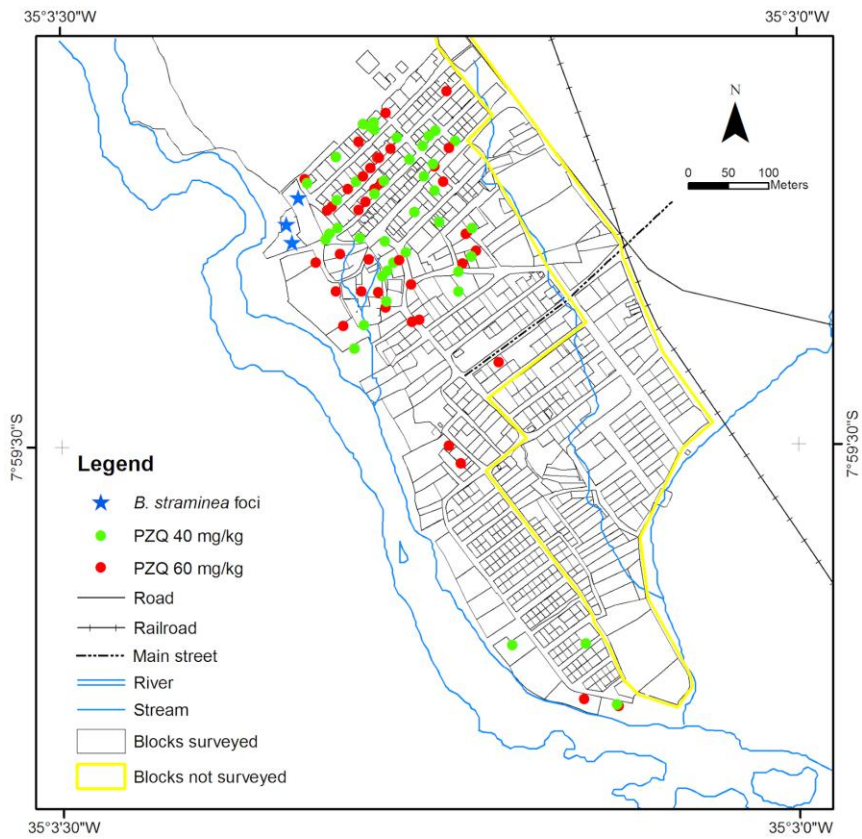 35°3'30"W 35°3'0"W
N
0 50 100
Meters
7°59'30"S 7°59'30"S
Legend
B. straminea foci
PZQ 40 mg/kg
PZQ 60 mg/kg
Road
Railroad
Main street
River
Stream
Blocks surveyed
Blocks not surveyed
35°3'30"W 35°3'0"W